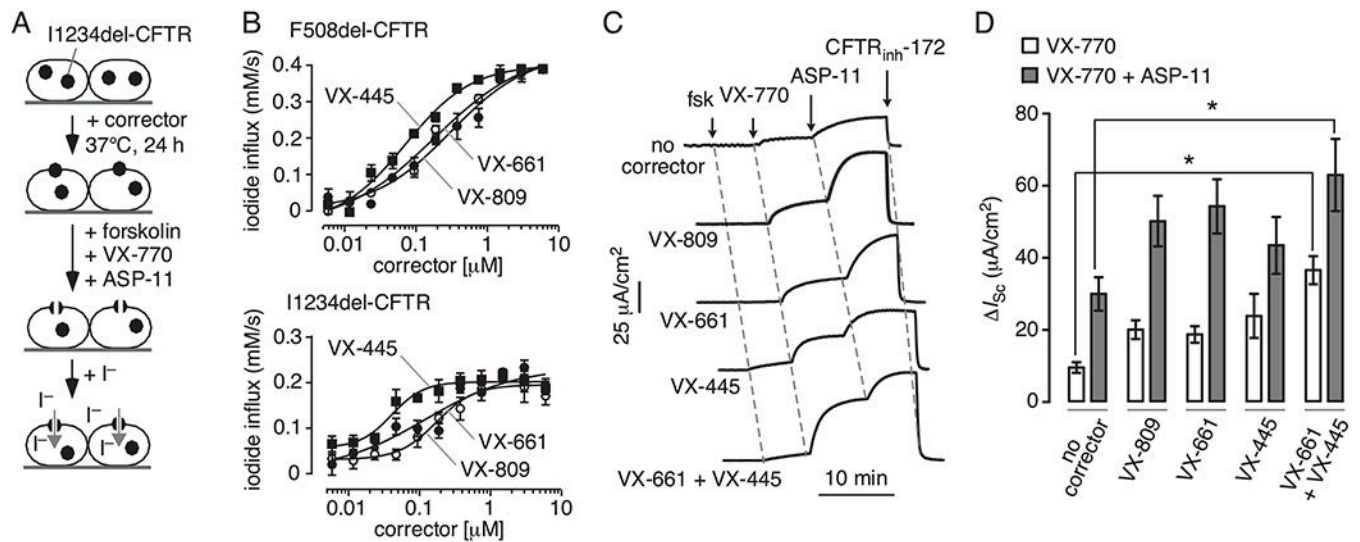 A
I1234del-CFTR
+ corrector
37°C, 24 h
+ forskolin
+ VX-770
+ ASP-11
+ I–
I– I–
I– I–
B
F508del-CFTR
iodide influx (mM/s)
0.4
0.3
0.2
0.1
0
VX-445
VX-661
VX-809
0.01 0.1 1 10
corrector [μM]
I1234del-CFTR
iodide influx (mM/s)
0.3
0.2
0.1
0
VX-445
VX-661
VX-809
0.01 0.1 1 10
corrector [μM]
C
CFTRinh-172
ASP-11
VX-770
fsk
no
corrector
VX-809
VX-661
VX-445
VX-661 + VX-445
25 μA/cm2
10 min
D
VX-770
VX-770 + ASP-11
ΔISc (μA/cm2)
80
60
40
20
0
*
*
no
corrector
VX-809
VX-661
VX-445
VX-661
+ VX-445